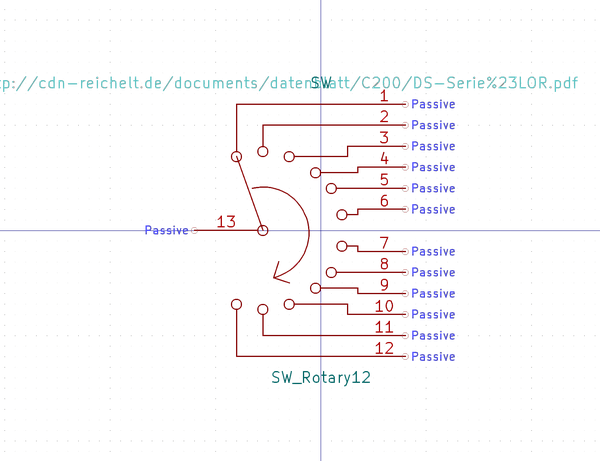 SW
tp://cdn-reichelt.de/documents/datenblatt/C200/DS-Serie%23LOR.pdf
1 Passive
2 Passive
3 Passive
4 Passive
5 Passive
6 Passive
Passive 13
7 Passive
8 Passive
9 Passive
10 Passive
11 Passive
12 Passive
SW_Rotary12